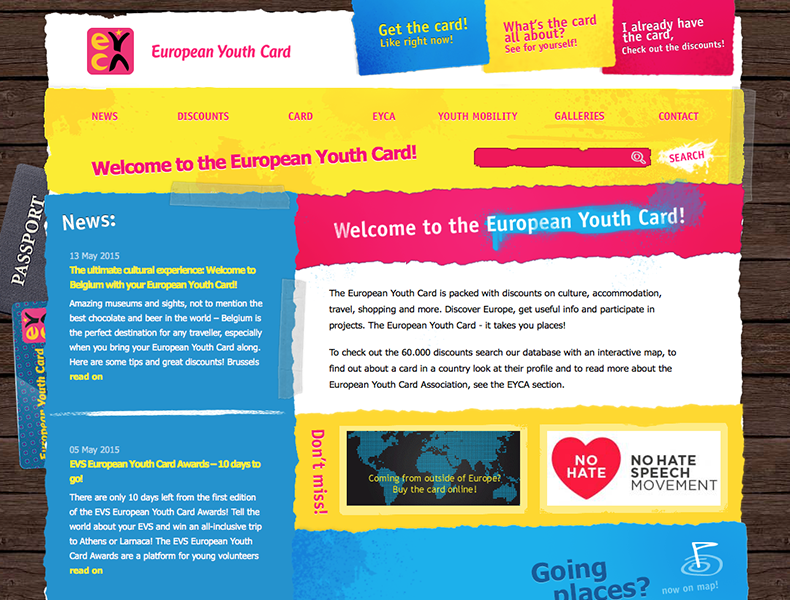 eyca
European Youth Card
Get the card!
Like right now!
What's the card
all about?
See for yourself!
I already have
the card,
Check out the discounts!
NEWS
DISCOUNTS
CARD
EYCA
YOUTH MOBILITY
GALLERIES
CONTACT
Welcome to the European Youth Card!
SEARCH
PASSPORT
European Youth Card
News:
13 May 2015
The ultimate cultural experience: Welcome to
Belgium with your European Youth Card!
Amazing museums and sights, not to mention the
best chocolate and beer in the world – Belgium is
the perfect destination for any traveller, especially
when you bring your European Youth Card along.
Here are some tips and great discounts! Brussels
read on
05 May 2015
EVS European Youth Card Awards – 10 days to
go!
There are only 10 days left from the first edition
of the EVS European Youth Card Awards! Tell the
world about your EVS and win an all-inclusive trip
to Athens or Larnaca! The EVS European Youth
Card Awards are a platform for young volunteers
read on
Welcome to the European Youth Card!
The European Youth Card is packed with discounts on culture, accommodation,
travel, shopping and more. Discover Europe, get useful info and participate in
projects. The European Youth Card - it takes you places!
To check out the 60.000 discounts search our database with an interactive map, to
find out about a card in a country look at their profile and to read more about the
European Youth Card Association, see the EYCA section.
Don't miss!
Coming from outside of Europe?
Buy the card online!
NO
HATE
NO HATE
SPEECH
MOVEMENT
Going
places?
now on map!